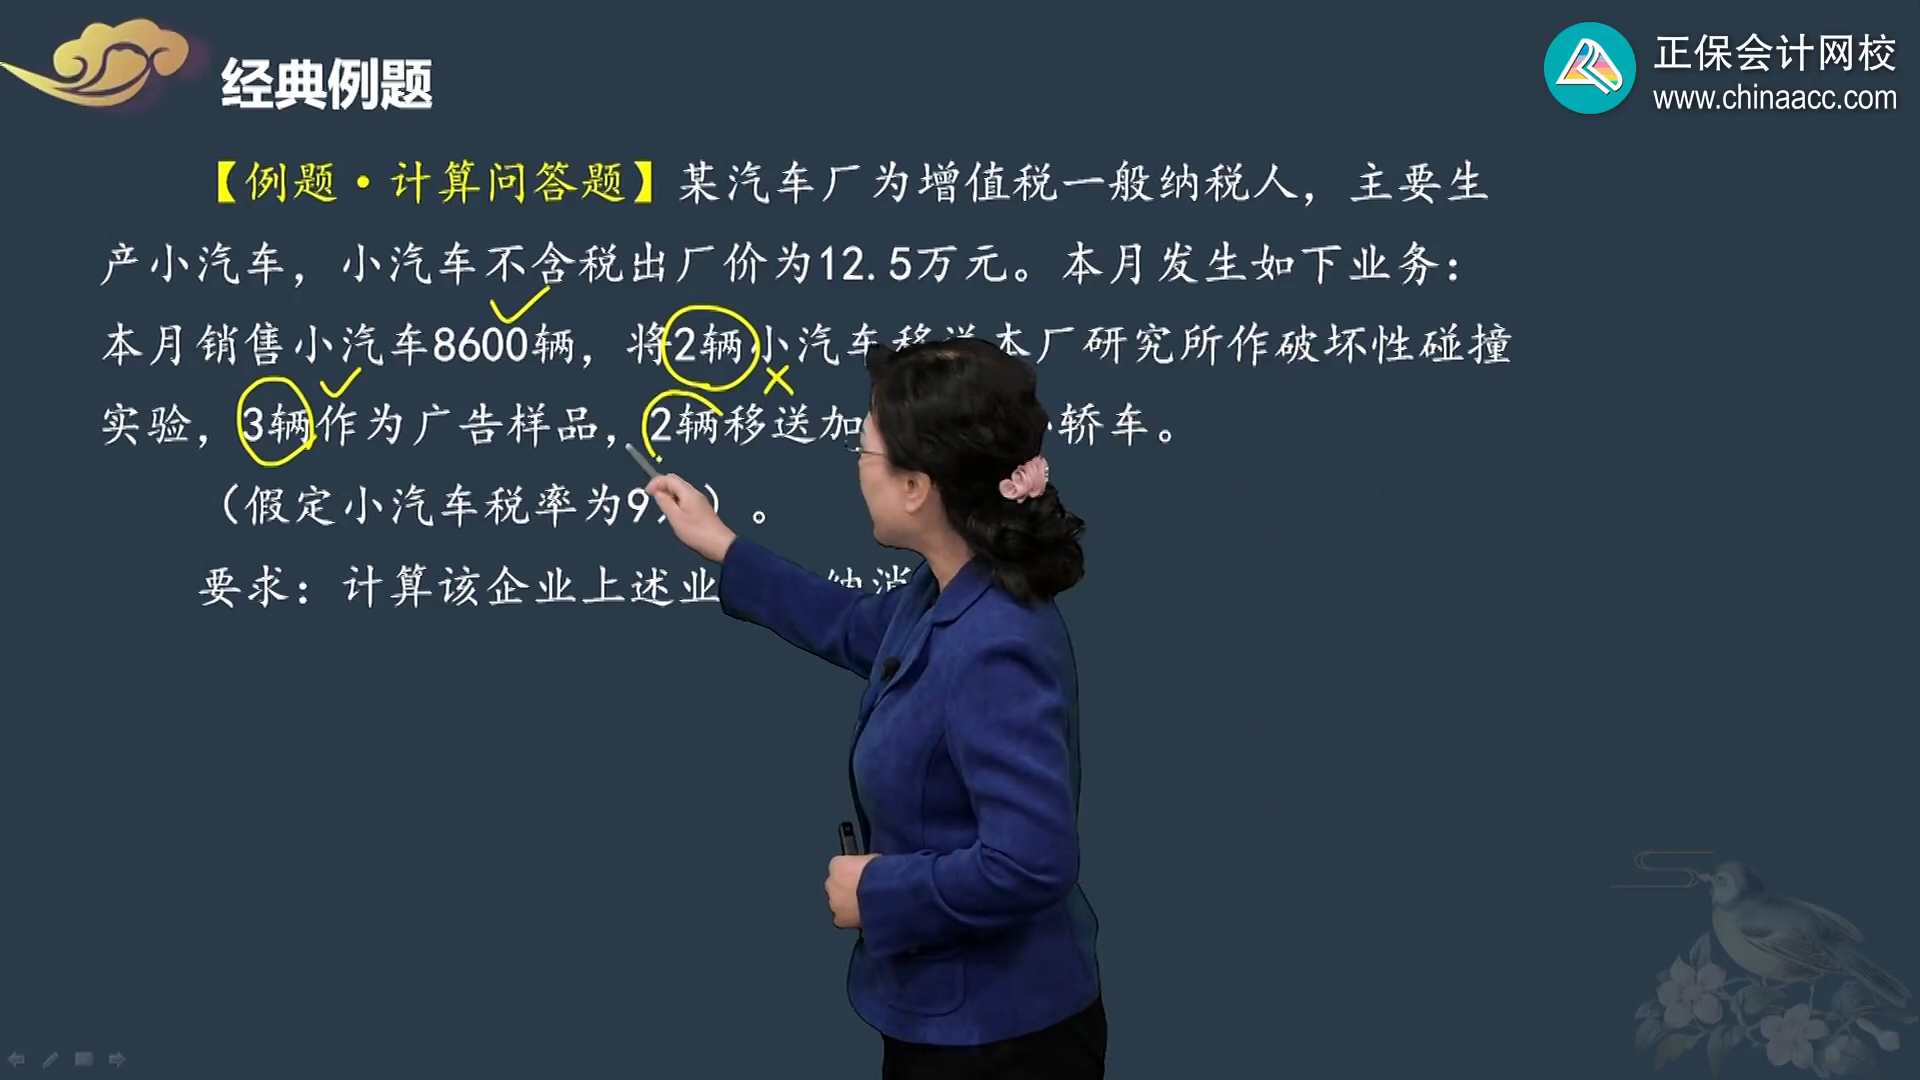 经典例题
正保会计网校
www.chinaacc.com
【例题·计算问答题】某汽车厂为增值税一般纳税人，主要生
产小汽车，小汽车不含税出厂价为12.5万元。本月发生如下业务：
本月销售小汽车8600辆，将2辆小汽车移送本厂研究所作破坏性碰撞
实验，3辆作为广告样品，2辆移送加 轿车。
（假定小汽车税率为9 ）。
要求：计算该企业上述业 纳消